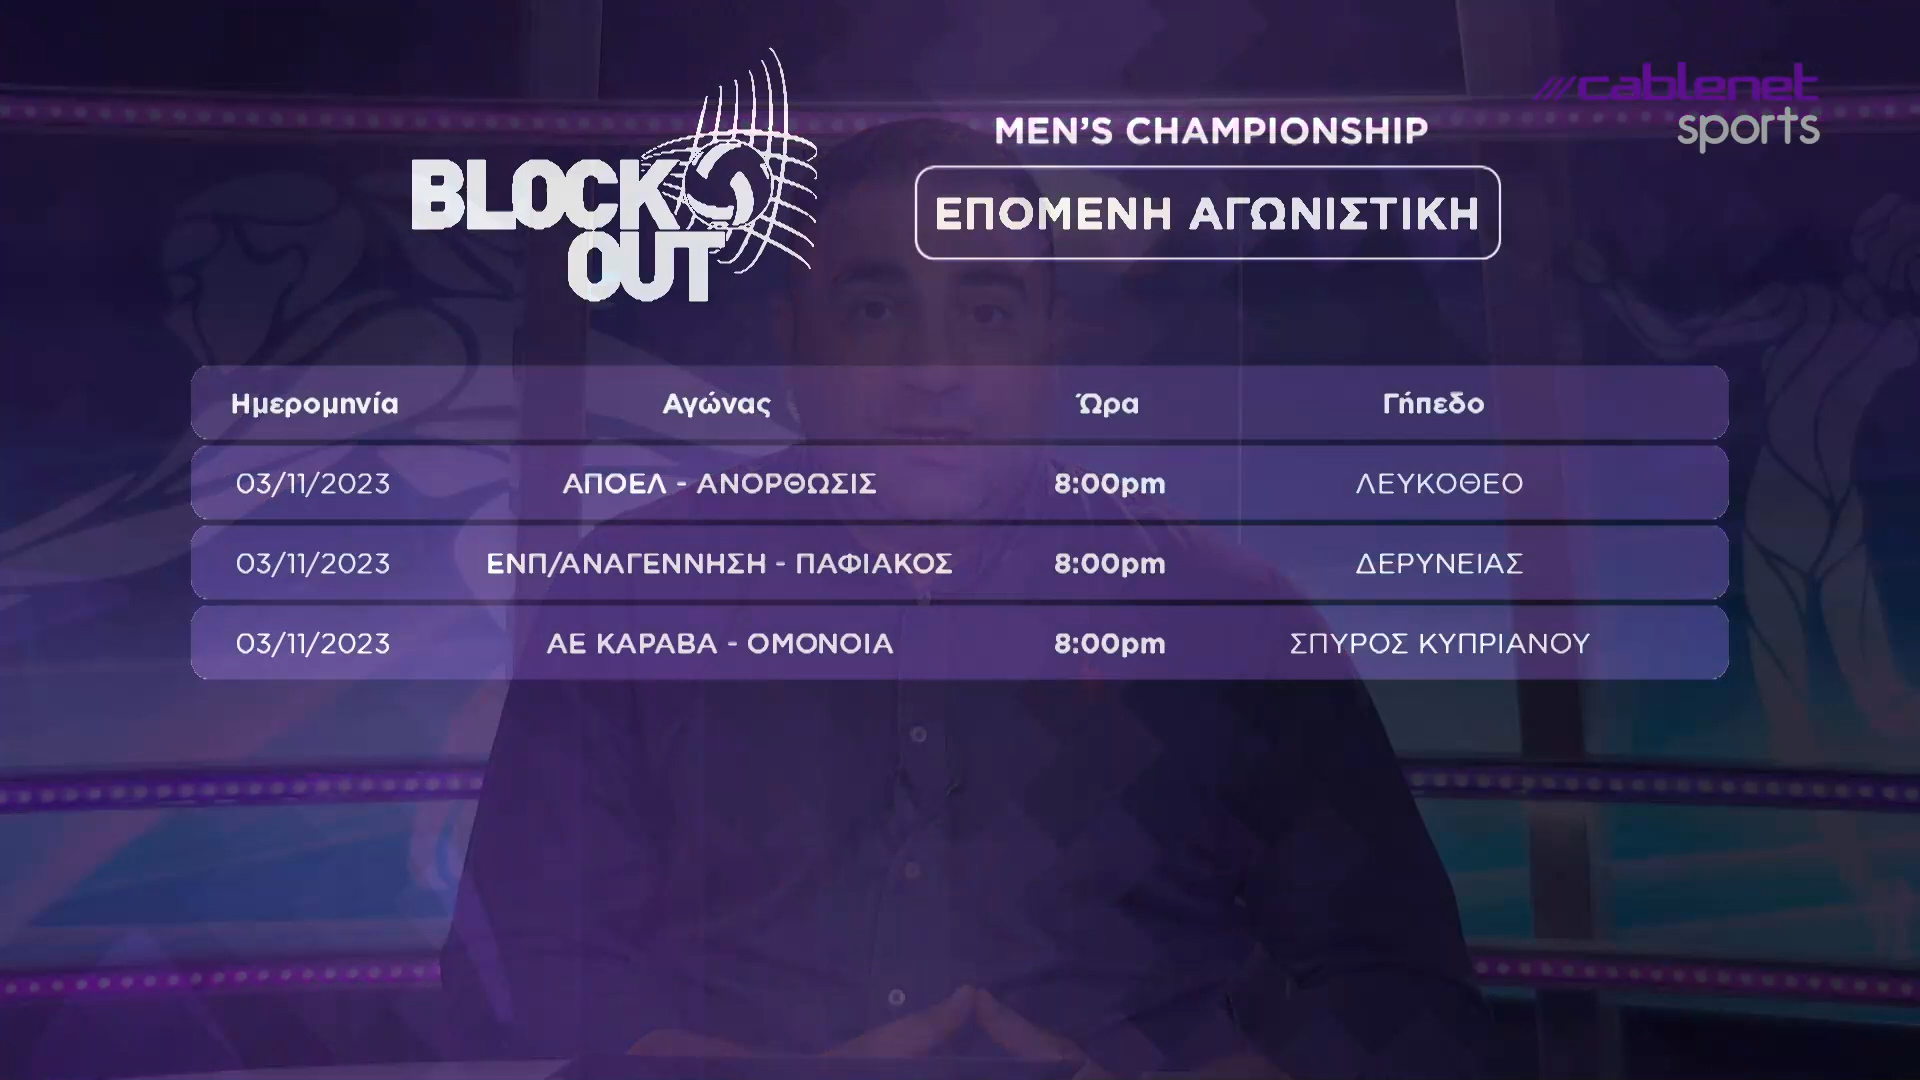 BLOCK
OUT
MEN'S CHAMPIONSHIP
ΕΠΟΜΕΝΗ ΑΓΩΝΙΣΤΙΚΗ
///cablenet
sports
Ημερομηνία Αγώνας Ώρα Γήπεδο
03/11/2023 ΑΠΟΕΛ - ΑΝΟΡΘΩΣΙΣ 8:00pm ΛΕΥΚΟΘΕΟ
03/11/2023 ΕΝΠ/ΑΝΑΓΕΝΝΗΣΗ - ΠΑΦΙΑΚΟΣ 8:00pm ΔΕΡΥΝΕΙΑΣ
03/11/2023 ΑΕ ΚΑΡΑΒΑ - ΟΜΟΝΟΙΑ 8:00pm ΣΠΥΡΟΣ ΚΥΠΡΙΑΝΟΥ